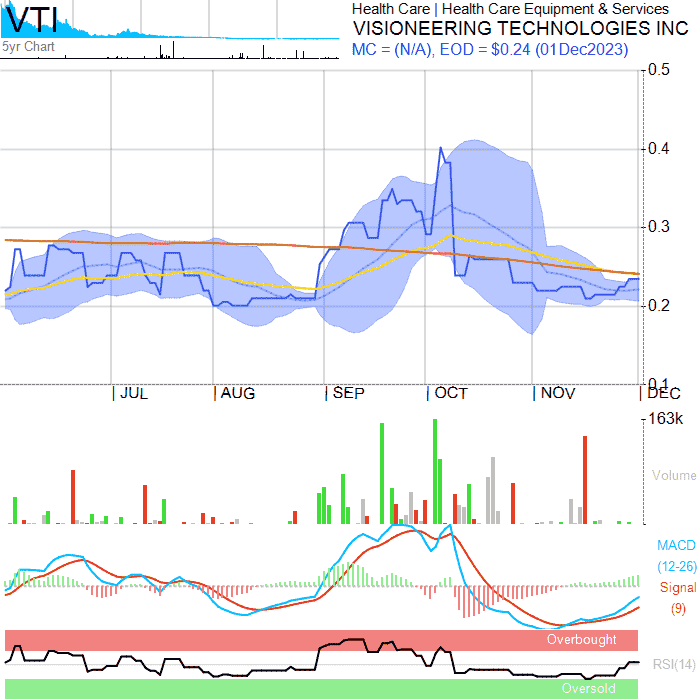 VTI
5yr Chart
Health Care | Health Care Equipment & Services
VISIONEERING TECHNOLOGIES INC
MC = (N/A), EOD = $0.24 (01Dec2023)
0.5
0.4
0.3
0.2
0.1
JUL AUG SEP OCT NOV DEC
163k
Volume
MACD
(12-26)
Signal
(9)
Overbought
RSI(14)
Oversold